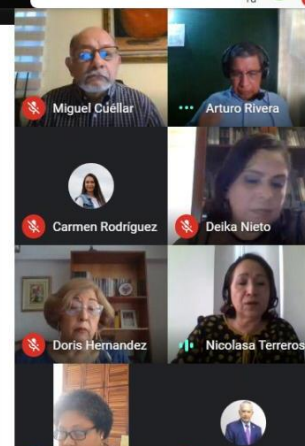 Miguel Cuéllar
Arturo Rivera
Carmen Rodríguez
Deika Nieto
Doris Hernandez
Nicolasa Terreros